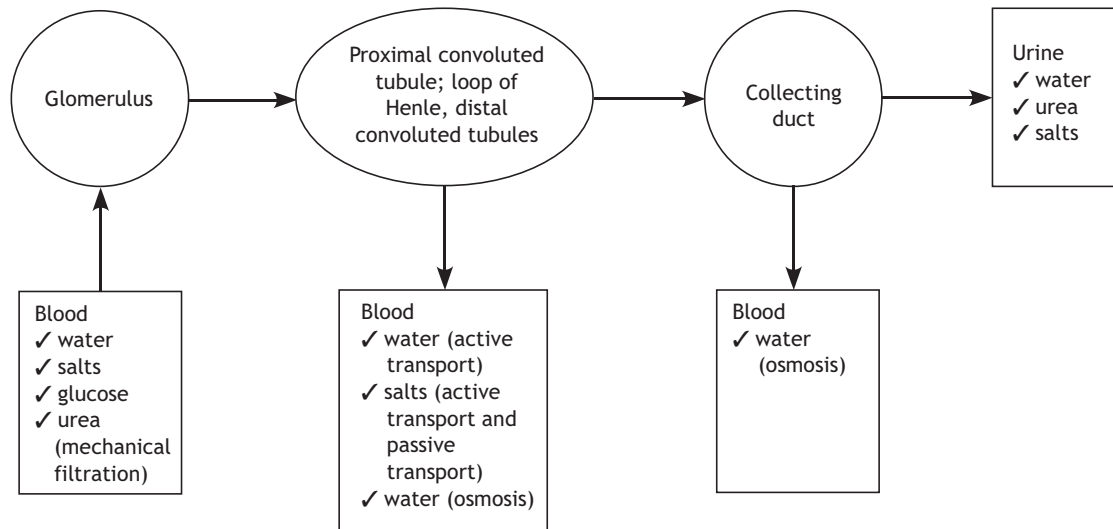 Glomerulus
Proximal convoluted
tubule; loop of
Henle, distal
convoluted tubules
Collecting
duct
Urine
✓ water
✓ urea
✓ salts
Blood
✓ water
✓ salts
✓ glucose
✓ urea
(mechanical
filtration)
Blood
✓ water (active
transport)
✓ salts (active
transport and
passive
transport)
✓ water (osmosis)
Blood
✓ water
(osmosis)